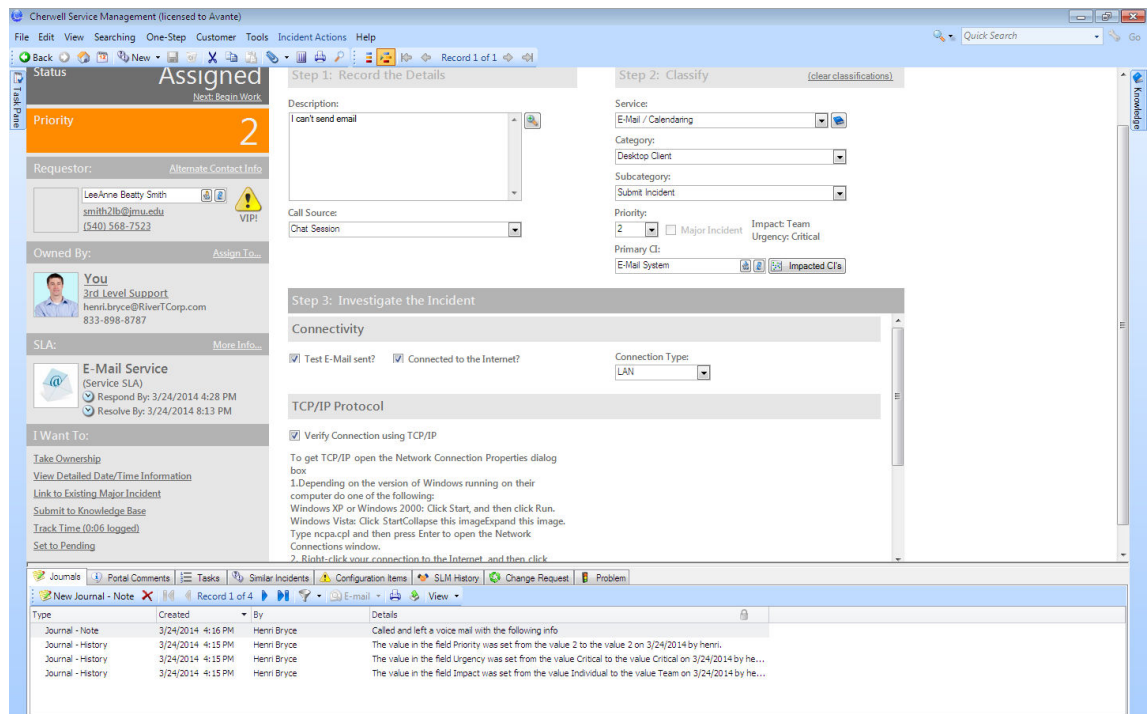 Cherwell Service Management (licensed to Avante)
File Edit View Searching One-Step Customer Tools Incident Actions Help
Quick Search
Go
Back
New
Record 1 of 1
Task Pane
Knowledge
Status
Assigned
Next: Begin Work
Priority
2
Requestor:
Alternate Contact Info
LeeAnne Beatty Smith
smith2lb@jmu.edu
(540) 568-7523
VIP!
Owned By:
Assign To...
You
3rd Level Support
henri.bryce@RiverTCorp.com
833-898-8787
SLA:
More Info...
E-Mail Service
(Service SLA)
Respond By: 3/24/2014 4:28 PM
Resolve By: 3/24/2014 8:13 PM
I Want To:
Take Ownership
View Detailed Date/Time Information
Link to Existing Major Incident
Submit to Knowledge Base
Track Time (0:06 logged)
Set to Pending
Step 1: Record the Details
Description:
I can't send email
Call Source:
Chat Session
Step 2: Classify
(clear classifications)
Service:
E-Mail / Calendaring
Category:
Desktop Client
Subcategory:
Submit Incident
Priority:
2
Major Incident
Impact: Team
Urgency: Critical
Primary CI:
E-Mail System
Impacted CI's
Step 3: Investigate the Incident
Connectivity
Test E-Mail sent?
Connected to the Internet?
Connection Type:
LAN
TCP/IP Protocol
Verify Connection using TCP/IP
To get TCP/IP open the Network Connection Properties dialog
box
1.Depending on the version of Windows running on their
computer do one of the following:
Windows XP or Windows 2000: Click Start, and then click Run.
Windows Vista: Click StartCollapse this imageExpand this image.
Type ncpa.cpl and then press Enter to open the Network
Connections window.
2. Right-click your connection to the Internet, and then click
Journals Portal Comments Tasks Similar Incidents Configuration Items SLM History Change Request Problem
New Journal - Note Record 1 of 4 E-mail View
Type Created By Details
Journal - Note 3/24/2014 4:16 PM Henri Bryce Called and left a voice mail with the following info
Journal - History 3/24/2014 4:15 PM Henri Bryce The value in the field Priority was set from the value 2 to the value 2 on 3/24/2014 by henri.
Journal - History 3/24/2014 4:15 PM Henri Bryce The value in the field Urgency was set from the value Critical to the value Critical on 3/24/2014 by he...
Journal - History 3/24/2014 4:15 PM Henri Bryce The value in the field Impact was set from the value Individual to the value Team on 3/24/2014 by he...